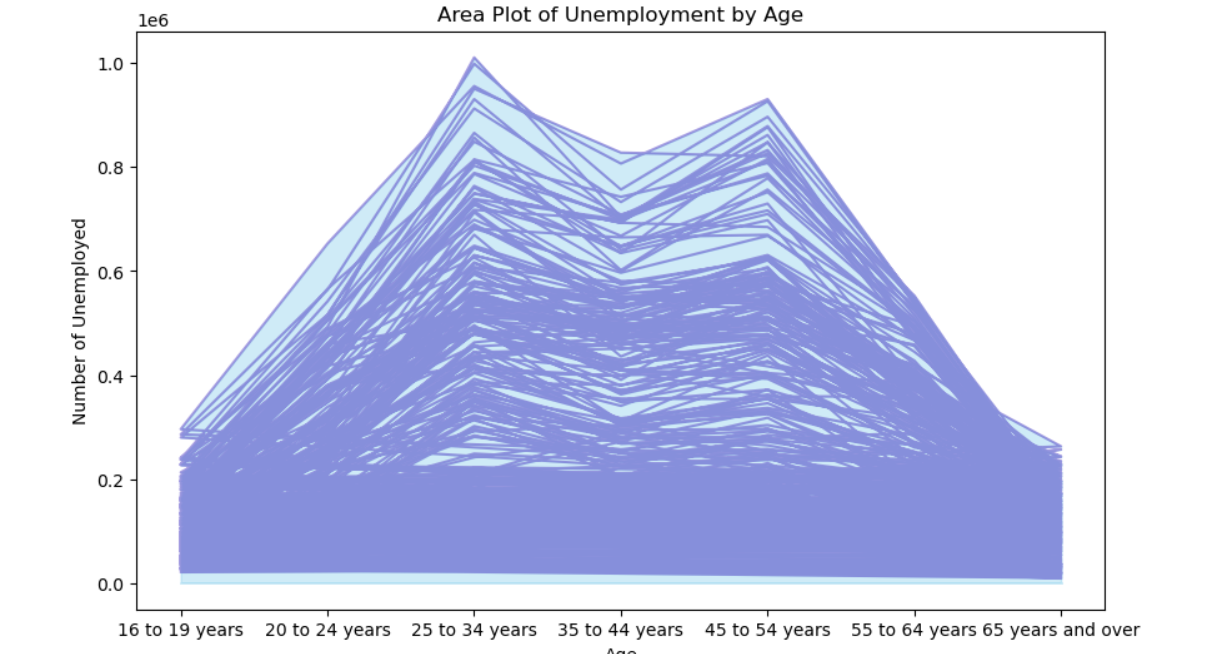 Area Plot of Unemployment by Age
1e6
1.0
0.8
0.6
0.4
0.2
0.0
Number of Unemployed
16 to 19 years 20 to 24 years 25 to 34 years 35 to 44 years 45 to 54 years 55 to 64 years 65 years and over
Age